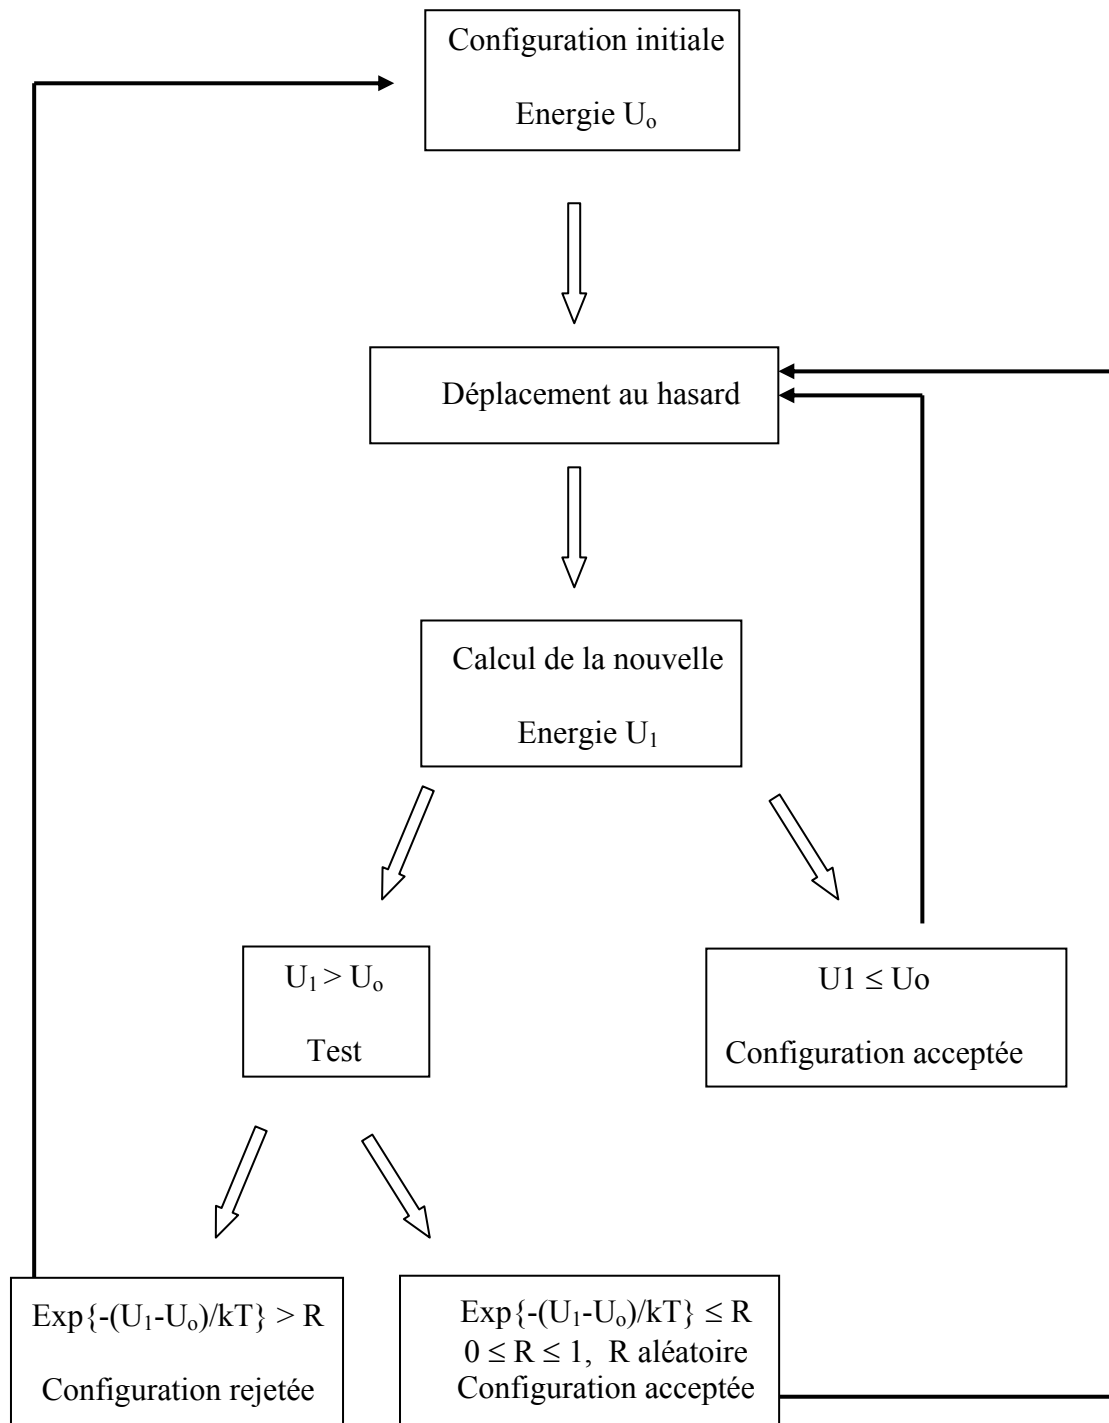 Configuration initiale
Energie Uₒ
Déplacement au hasard
Calcul de la nouvelle
Energie U₁
U₁ > Uₒ
Test
U1 ≤ Uo
Configuration acceptée
Exp{-(U₁-Uₒ)/kT} > R
Configuration rejetée
Exp{-(U₁-Uₒ)/kT} ≤ R
0 ≤ R ≤ 1, R aléatoire
Configuration acceptée